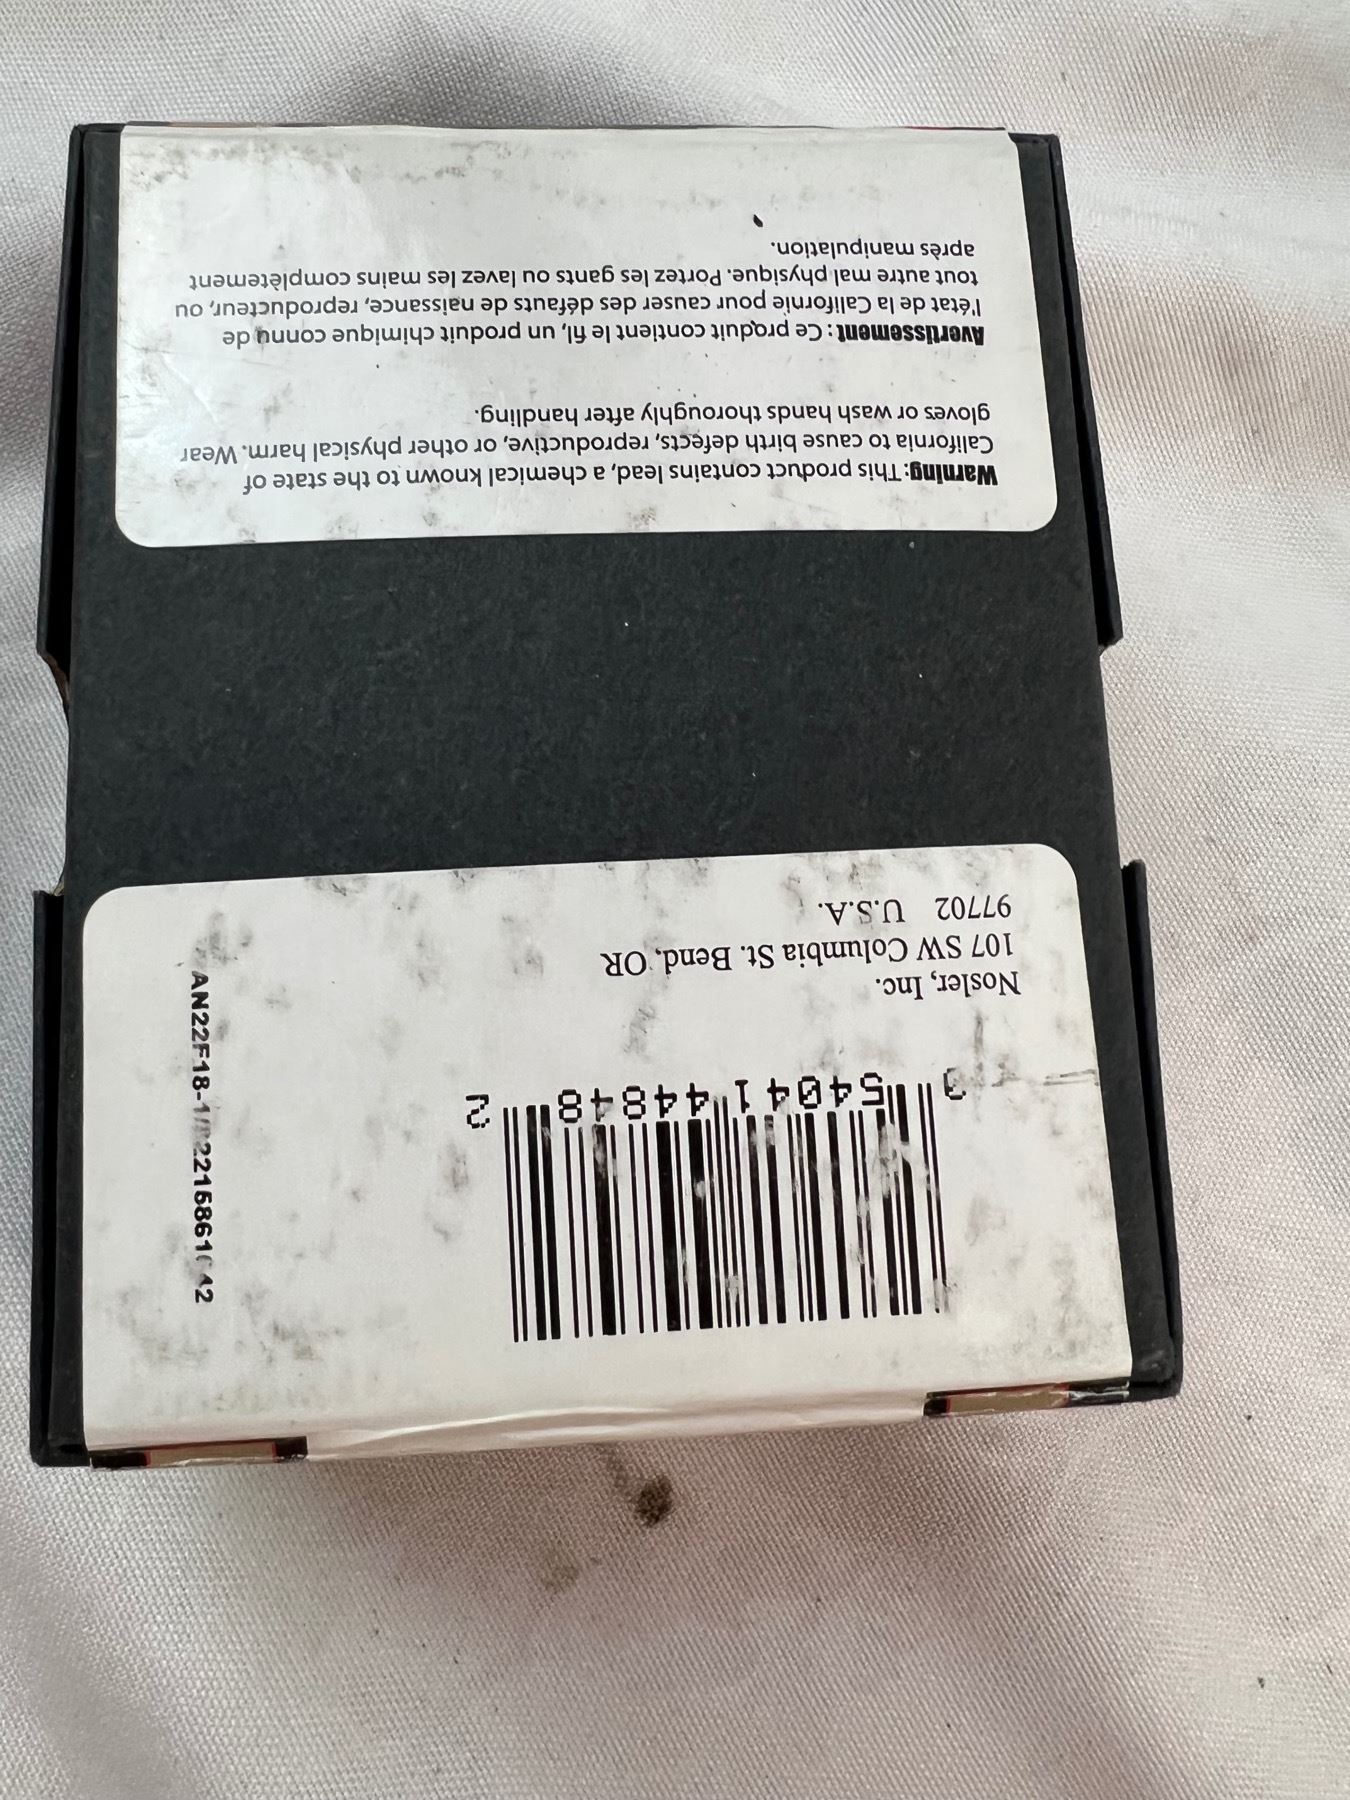 Nosler, Inc.
107 SW Columbia St. Bend, OR
97702 U.S.A.
54041 44848 2
Warning: This product contains lead, a chemical known to the state of
California to cause birth defects, reproductive, or other physical harm. Wear
gloves or wash hands thoroughly after handling.
Avertissement : Ce produit contient le fil, un produit chimique connu de
l'état de la Californie pour causer des défauts de naissance, reproducteur, ou
tout autre mal physique. Portez les gants ou lavez les mains complètement
après manipulation.